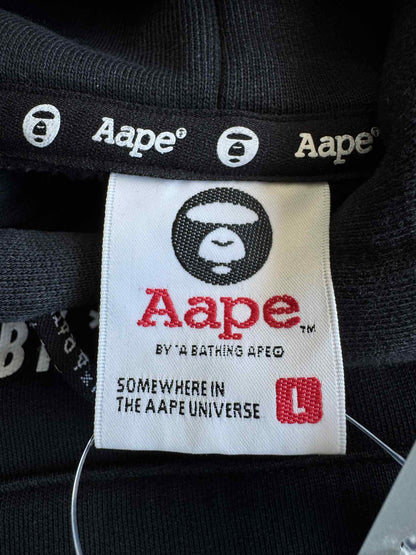 Aape
Aape
Aape™
BY *A BATHING APE®
SOMEWHERE IN
THE AAPE UNIVERSE
L